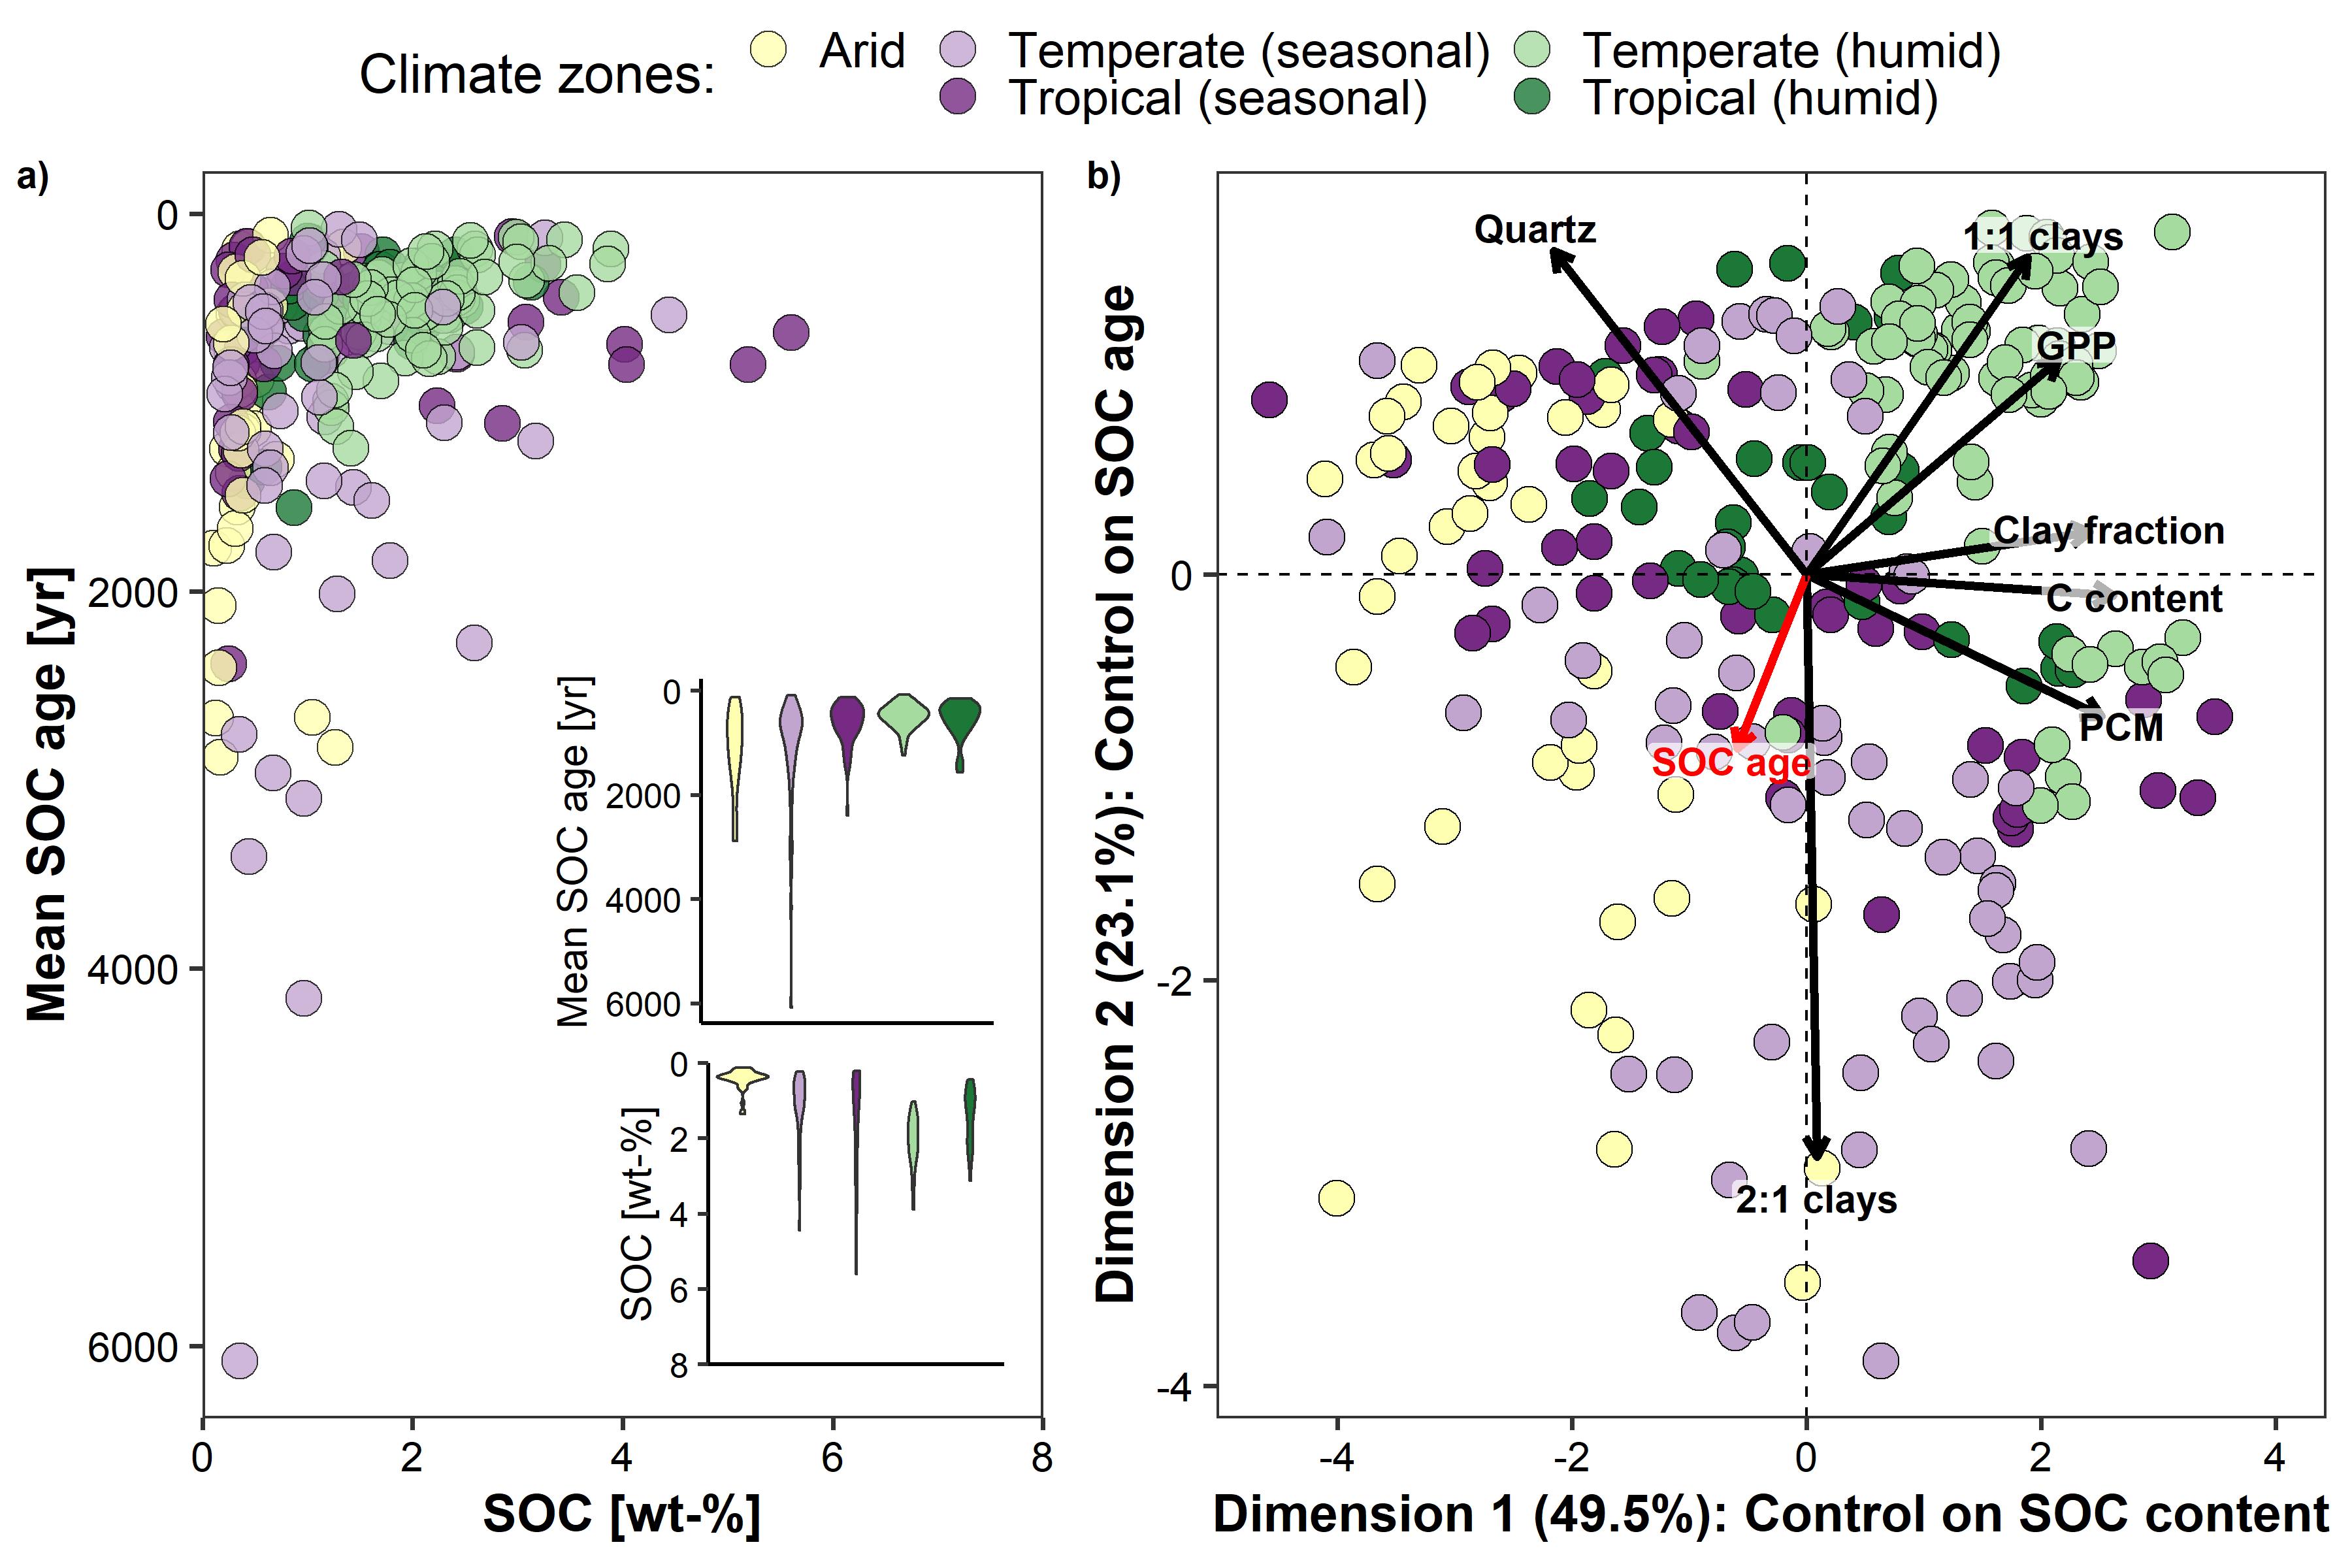 Climate zones:
Arid
Temperate (seasonal)
Temperate (humid)
Tropical (seasonal)
Tropical (humid)
a)
Mean SOC age [yr]
0
2000
4000
6000
0
2
4
6
8
SOC [wt-%]
Mean SOC age [yr]
0
2000
4000
6000
SOC [wt-%]
0
2
4
6
8
b)
Dimension 2 (23.1%): Control on SOC age
0
-2
-4
Quartz
1:1 clays
GPP
Clay fraction
C content
PCM
SOC age
2:1 clays
-4
-2
0
2
4
Dimension 1 (49.5%): Control on SOC content